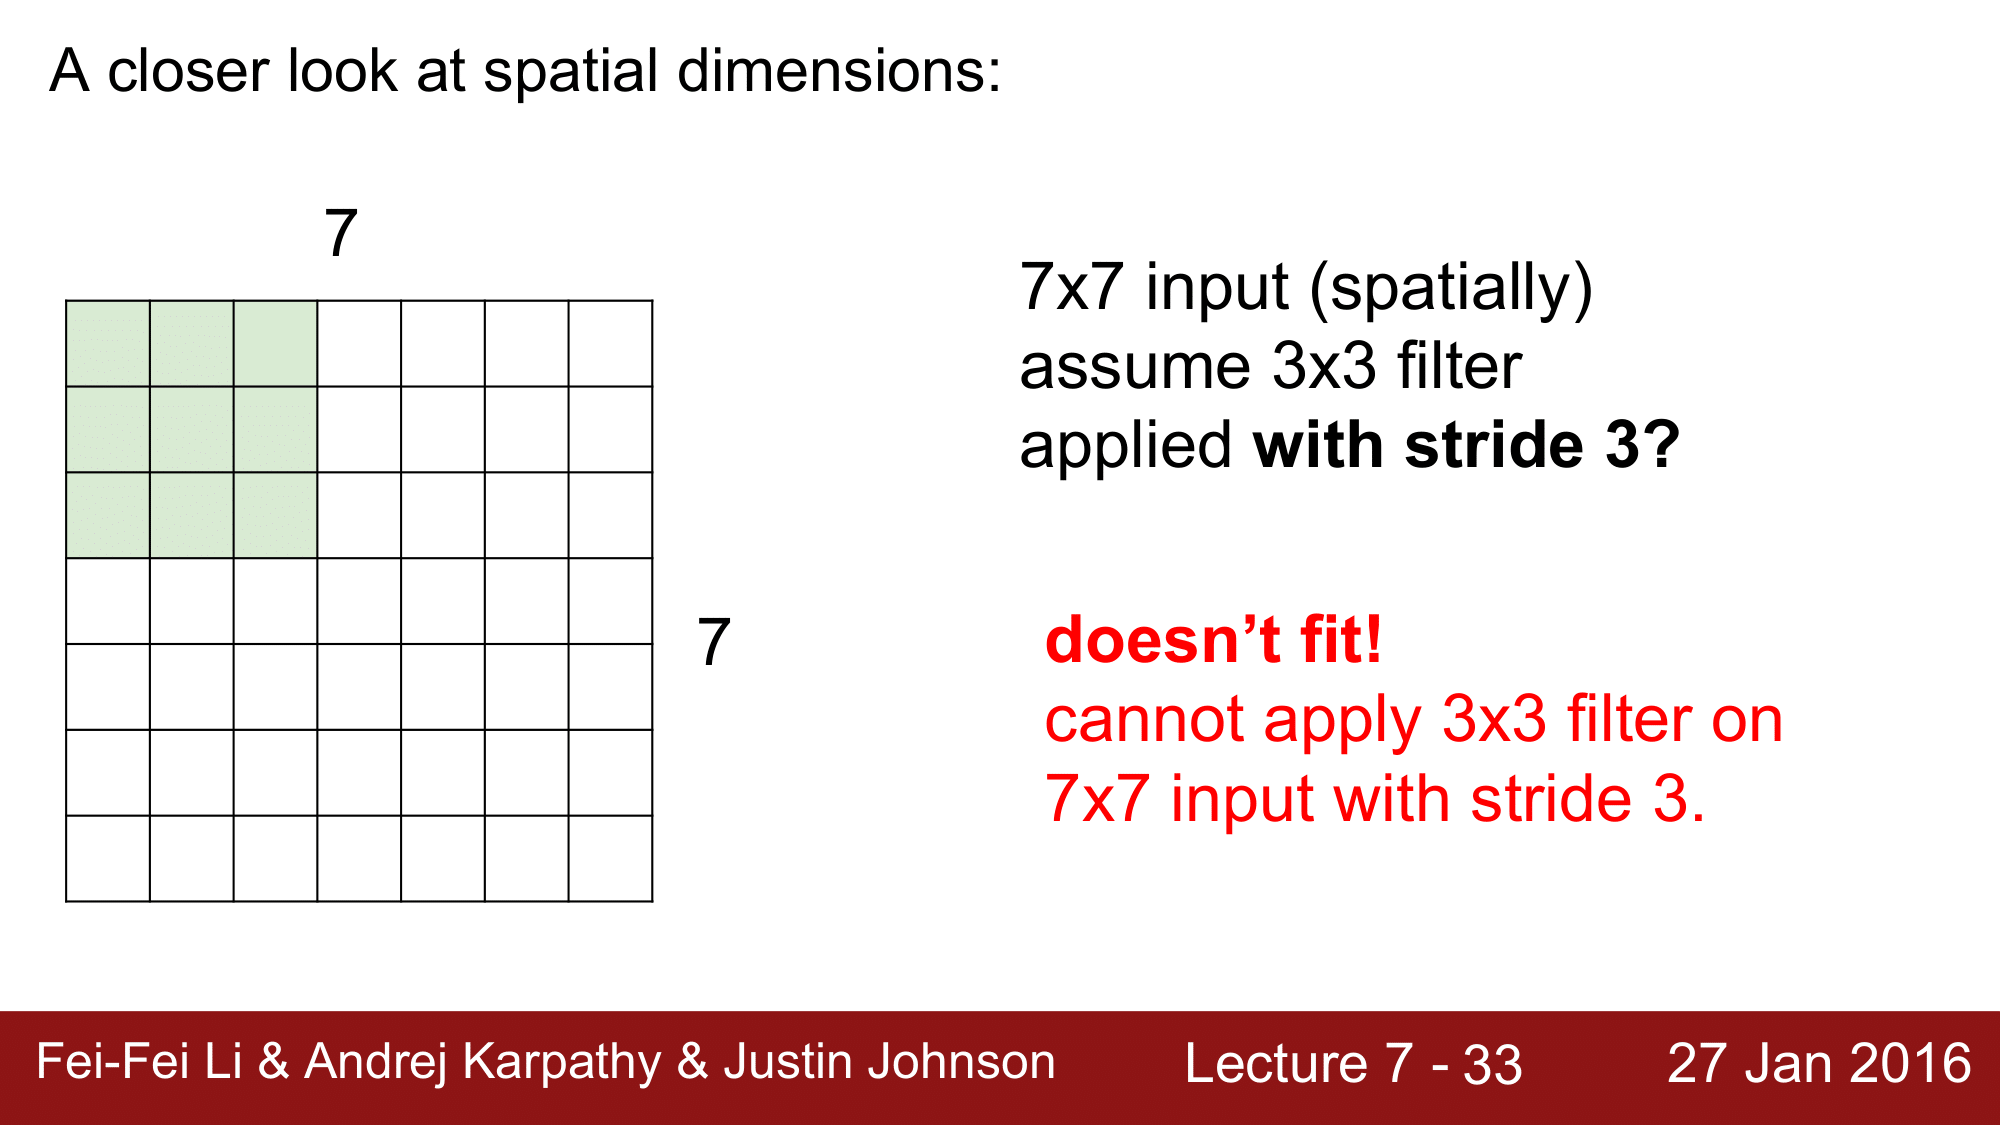 A closer look at spatial dimensions:
7
7x7 input (spatially)
assume 3x3 filter
applied with stride 3?
7
doesn’t fit!
cannot apply 3x3 filter on
7x7 input with stride 3.
Fei-Fei Li & Andrej Karpathy & Justin Johnson
Lecture 7 - 33
27 Jan 2016